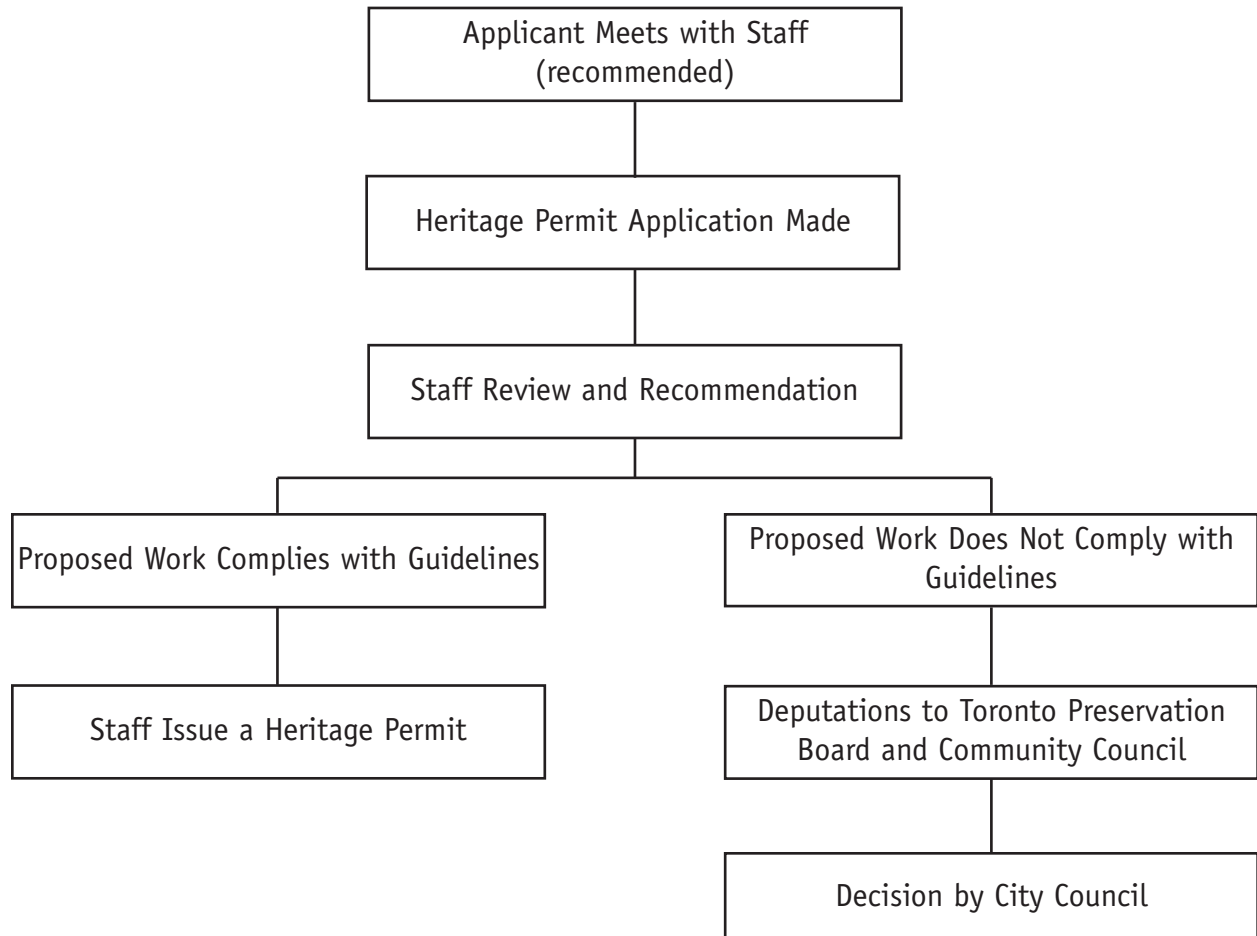 Applicant Meets with Staff
(recommended)
Heritage Permit Application Made
Staff Review and Recommendation
Proposed Work Complies with Guidelines
Staff Issue a Heritage Permit
Proposed Work Does Not Comply with
Guidelines
Deputations to Toronto Preservation
Board and Community Council
Decision by City Council